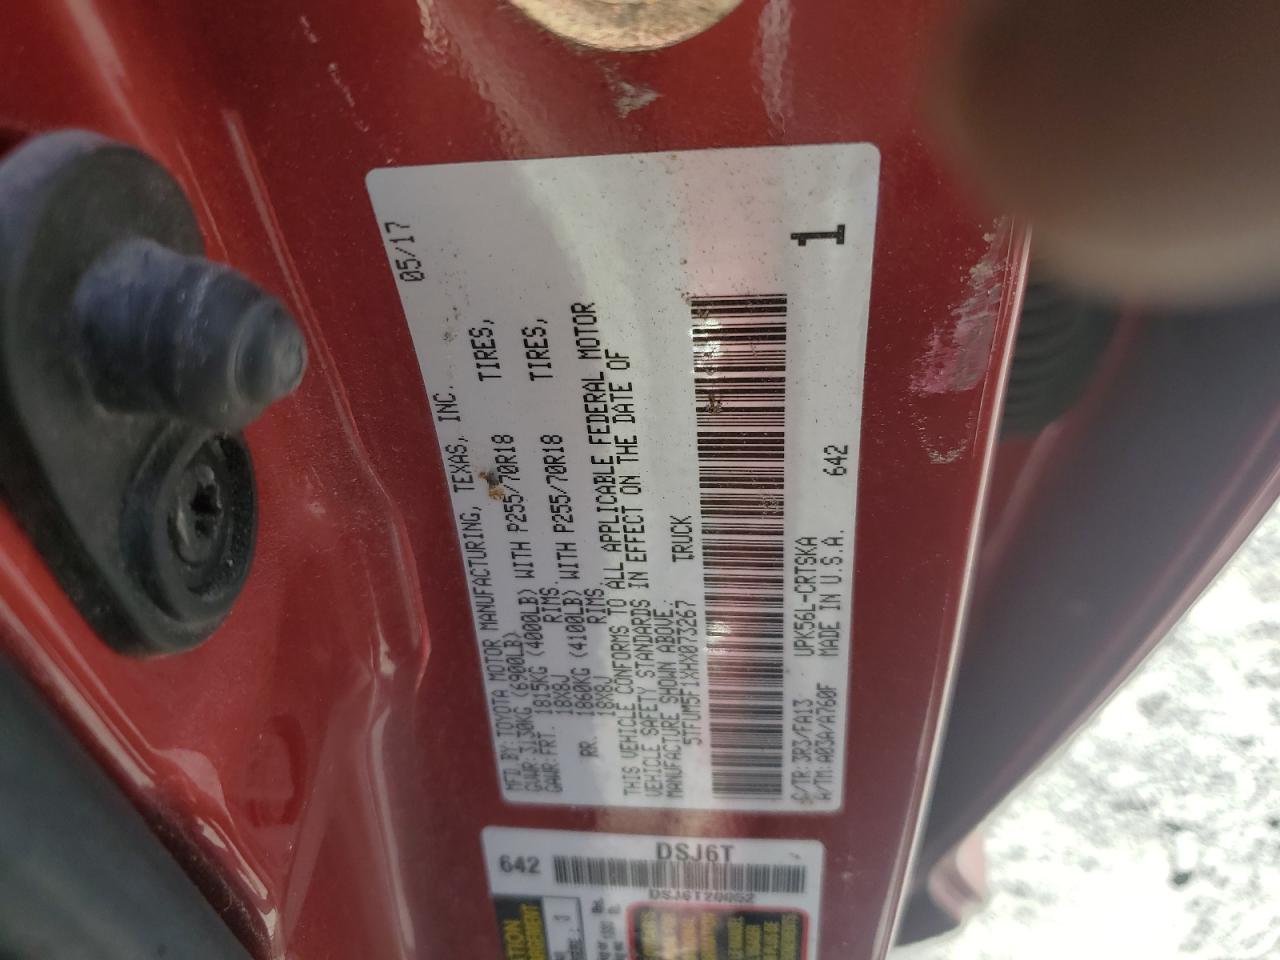 MFD BY: TOYOTA MOTOR MANUFACTURING, TEXAS, INC. 05/17
GVWR: 3130KG (6900LB)
GAWR: FRT. 1815KG (4000LB) WITH P255/70R18 TIRES,
18X8J RIMS.
RR. 1860KG (4100LB) WITH P255/70R18 TIRES,
18X8J RIMS.
THIS VEHICLE CONFORMS TO ALL APPLICABLE FEDERAL MOTOR
VEHICLE SAFETY STANDARDS IN EFFECT ON THE DATE OF
MANUFACTURE SHOWN ABOVE.
5TFUM5F1XHX073267 TRUCK
1
C/TR: 3R3/FA13 UPK56L-CRTSKA 642
A/TM: A03A/A760F MADE IN U.S.A.
642
DSJ6T
DSJ6T20052